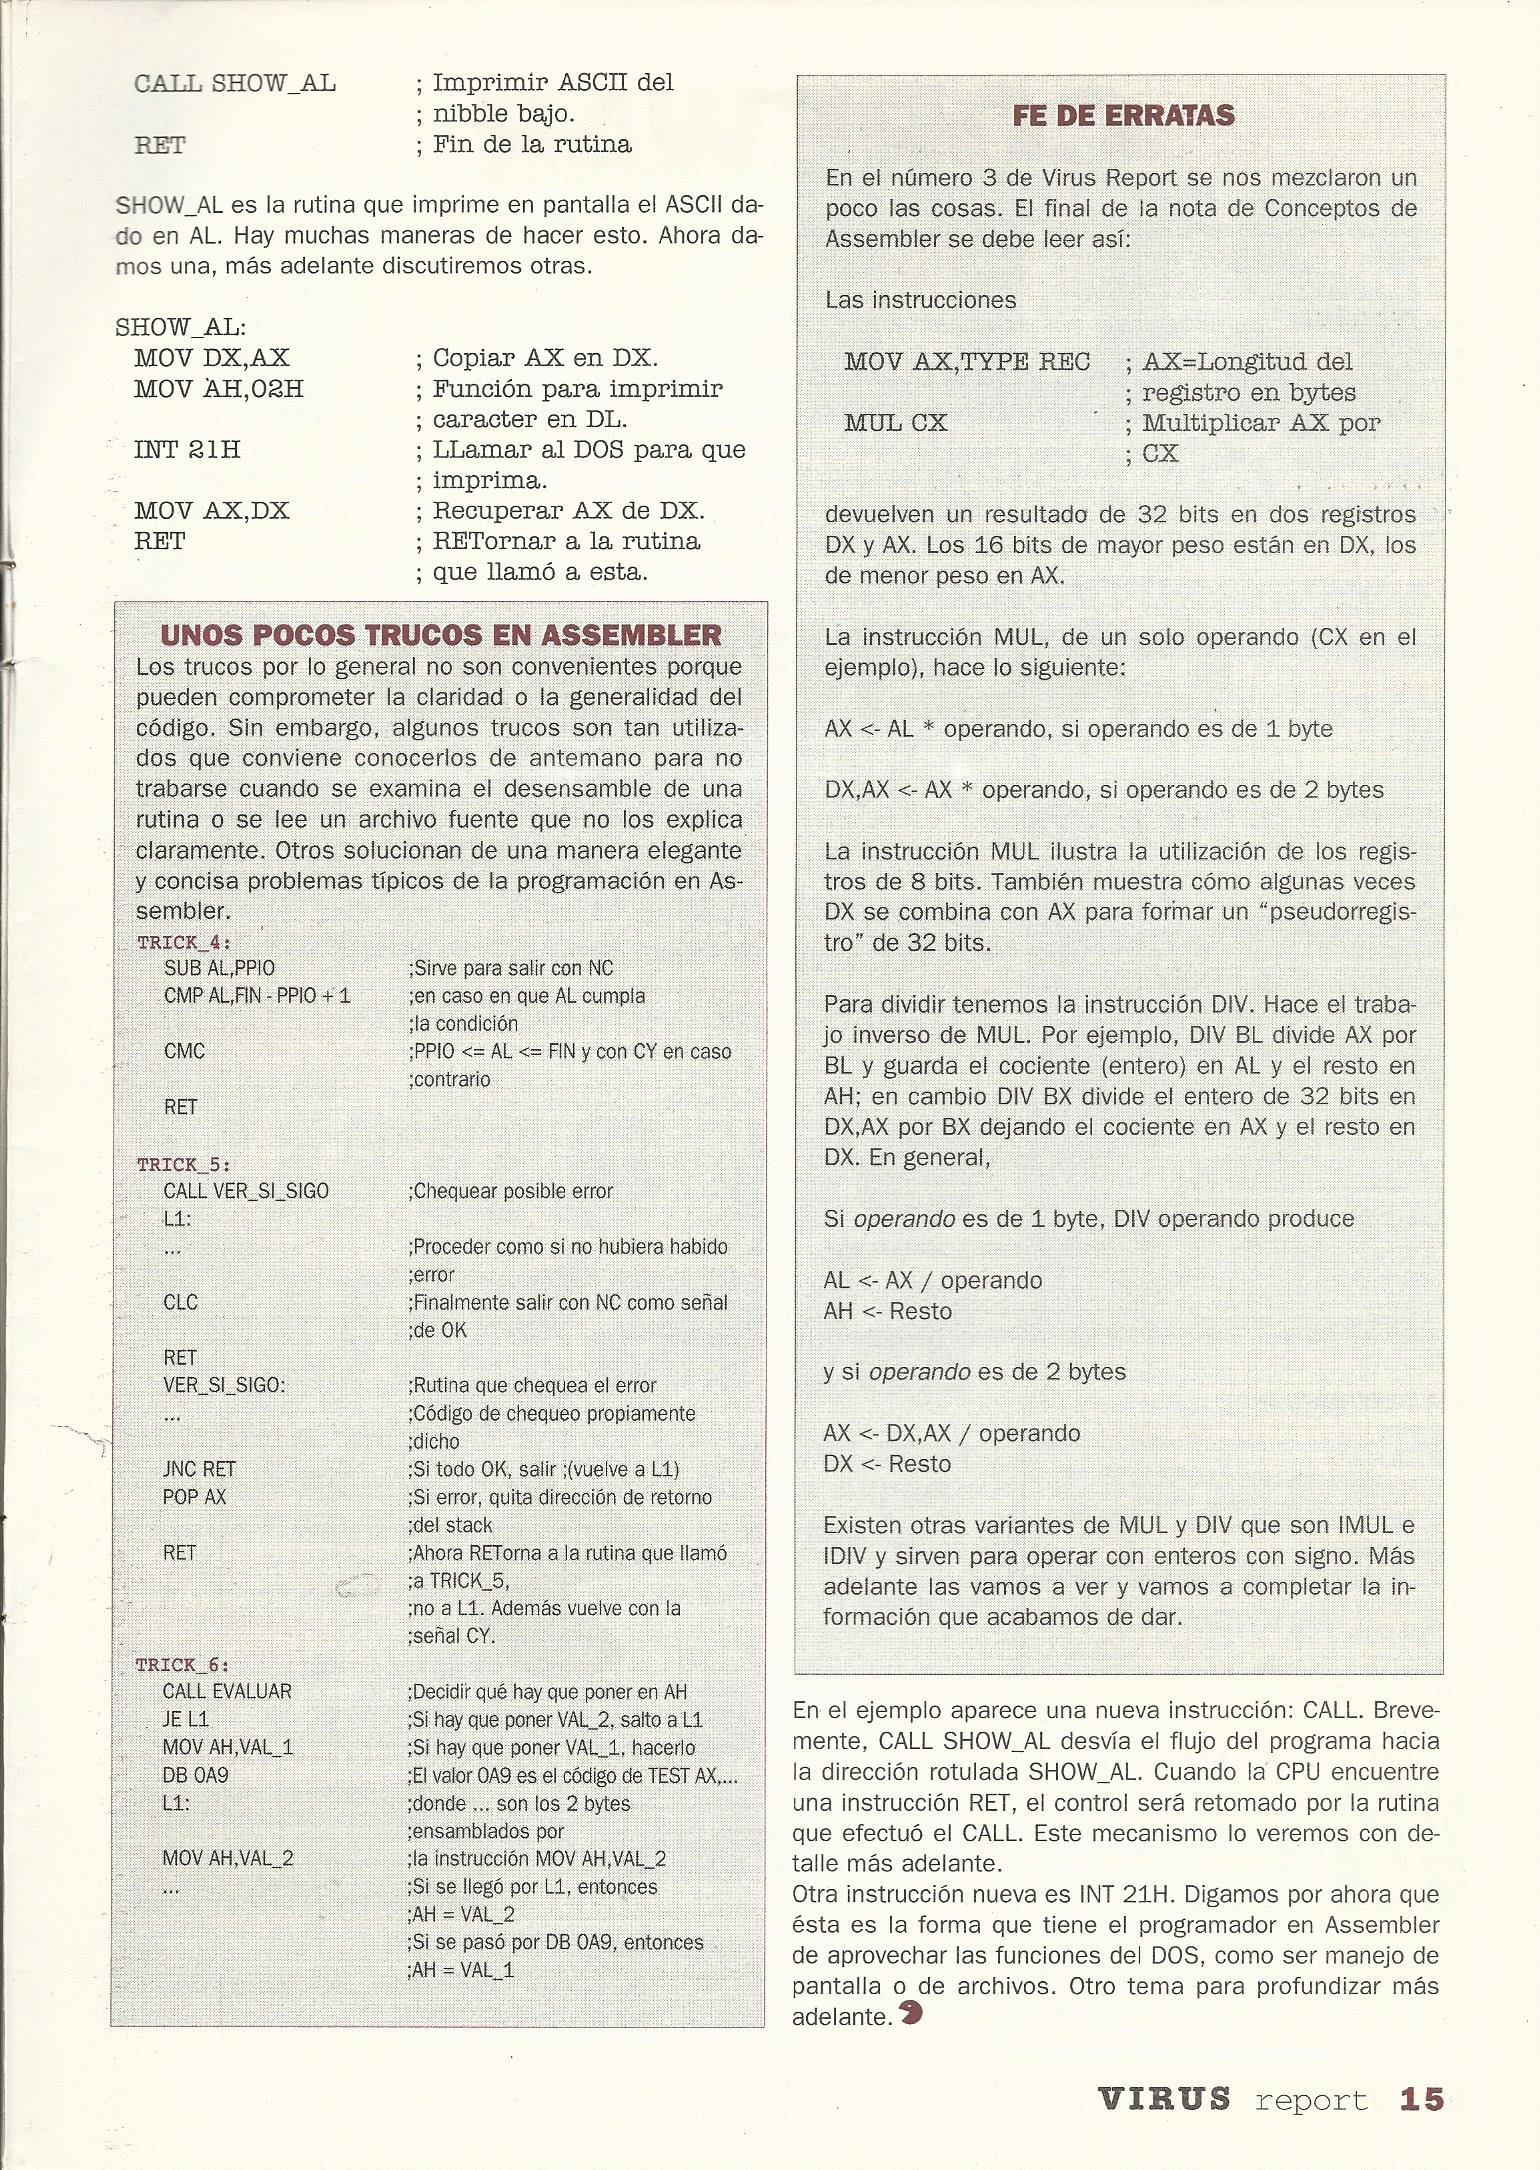 CALL SHOW_AL ; Imprimir ASCII del
; nibble bajo.
RET ; Fin de la rutina
SHOW_AL es la rutina que imprime en pantalla el ASCII da-
do en AL. Hay muchas maneras de hacer esto. Ahora da-
mos una, más adelante discutiremos otras.
SHOW_AL:
MOV DX,AX ; Copiar AX en DX.
MOV AH,02H ; Función para imprimir
; caracter en DL.
INT 21H ; LLamar al DOS para que
; imprima.
MOV AX,DX ; Recuperar AX de DX.
RET ; RETornar a la rutina
; que llamó a esta.
UNOS POCOS TRUCOS EN ASSEMBLER
Los trucos por lo general no son convenientes porque
pueden comprometer la claridad o la generalidad del
código. Sin embargo, algunos trucos son tan utiliza-
dos que conviene conocerlos de antemano para no
trabarse cuando se examina el desensamble de una
rutina o se lee un archivo fuente que no los explica
claramente. Otros solucionan de una manera elegante
y concisa problemas típicos de la programación en As-
sembler.
TRICK_4:
SUB AL,PPIO ;Sirve para salir con NC
CMP AL,FIN - PPIO + 1 ;en caso en que AL cumpla
;la condición
CMC ;PPIO <= AL <= FIN y con CY en caso
;contrario
RET
TRICK_5:
CALL VER_SI_SIGO ;Chequear posible error
L1:
... ;Proceder como si no hubiera habido
;error
CLC ;Finalmente salir con NC como señal
;de OK
RET
VER_SI_SIGO: ;Rutina que chequea el error
... ;Código de chequeo propiamente
;dicho
JNC RET ;Si todo OK, salir ;(vuelve a L1)
POP AX ;Si error, quita dirección de retorno
;del stack
RET ;Ahora RETorna a la rutina que llamó
;a TRICK_5,
;no a L1. Además vuelve con la
;señal CY.
TRICK_6:
CALL EVALUAR ;Decidir qué hay que poner en AH
JE L1 ;Si hay que poner VAL_2, salto a L1
MOV AH,VAL_1 ;Si hay que poner VAL_1, hacerlo
DB 0A9 ;El valor 0A9 es el código de TEST AX,...
L1: ;donde ... son los 2 bytes
;ensamblados por
MOV AH,VAL_2 ;la instrucción MOV AH,VAL_2
... ;Si se llegó por L1, entonces
;AH = VAL_2
;Si se pasó por DB 0A9, entonces
;AH = VAL_1
FE DE ERRATAS
En el número 3 de Virus Report se nos mezclaron un
poco las cosas. El final de la nota de Conceptos de
Assembler se debe leer así:
Las instrucciones
MOV AX,TYPE REC ; AX=Longitud del
; registro en bytes
MUL CX ; Multiplicar AX por
; CX
devuelven un resultado de 32 bits en dos registros
DX y AX. Los 16 bits de mayor peso están en DX, los
de menor peso en AX.
La instrucción MUL, de un solo operando (CX en el
ejemplo), hace lo siguiente:
AX <- AL * operando, si operando es de 1 byte
DX,AX <- AX * operando, si operando es de 2 bytes
La instrucción MUL ilustra la utilización de los regis-
tros de 8 bits. También muestra cómo algunas veces
DX se combina con AX para formar un "pseudorregis-
tro" de 32 bits.
Para dividir tenemos la instrucción DIV. Hace el traba-
jo inverso de MUL. Por ejemplo, DIV BL divide AX por
BL y guarda el cociente (entero) en AL y el resto en
AH; en cambio DIV BX divide el entero de 32 bits en
DX,AX por BX dejando el cociente en AX y el resto en
DX. En general,
Si operando es de 1 byte, DIV operando produce
AL <- AX / operando
AH <- Resto
y si operando es de 2 bytes
AX <- DX,AX / operando
DX <- Resto
Existen otras variantes de MUL y DIV que son IMUL e
IDIV y sirven para operar con enteros con signo. Más
adelante las vamos a ver y vamos a completar la in-
formación que acabamos de dar.
En el ejemplo aparece una nueva instrucción: CALL. Breve-
mente, CALL SHOW_AL desvía el flujo del programa hacia
la dirección rotulada SHOW_AL. Cuando la CPU encuentre
una instrucción RET, el control será retomado por la rutina
que efectuó el CALL. Este mecanismo lo veremos con de-
talle más adelante.
Otra instrucción nueva es INT 21H. Digamos por ahora que
ésta es la forma que tiene el programador en Assembler
de aprovechar las funciones del DOS, como ser manejo de
pantalla o de archivos. Otro tema para profundizar más
adelante.
VIRUS report 15